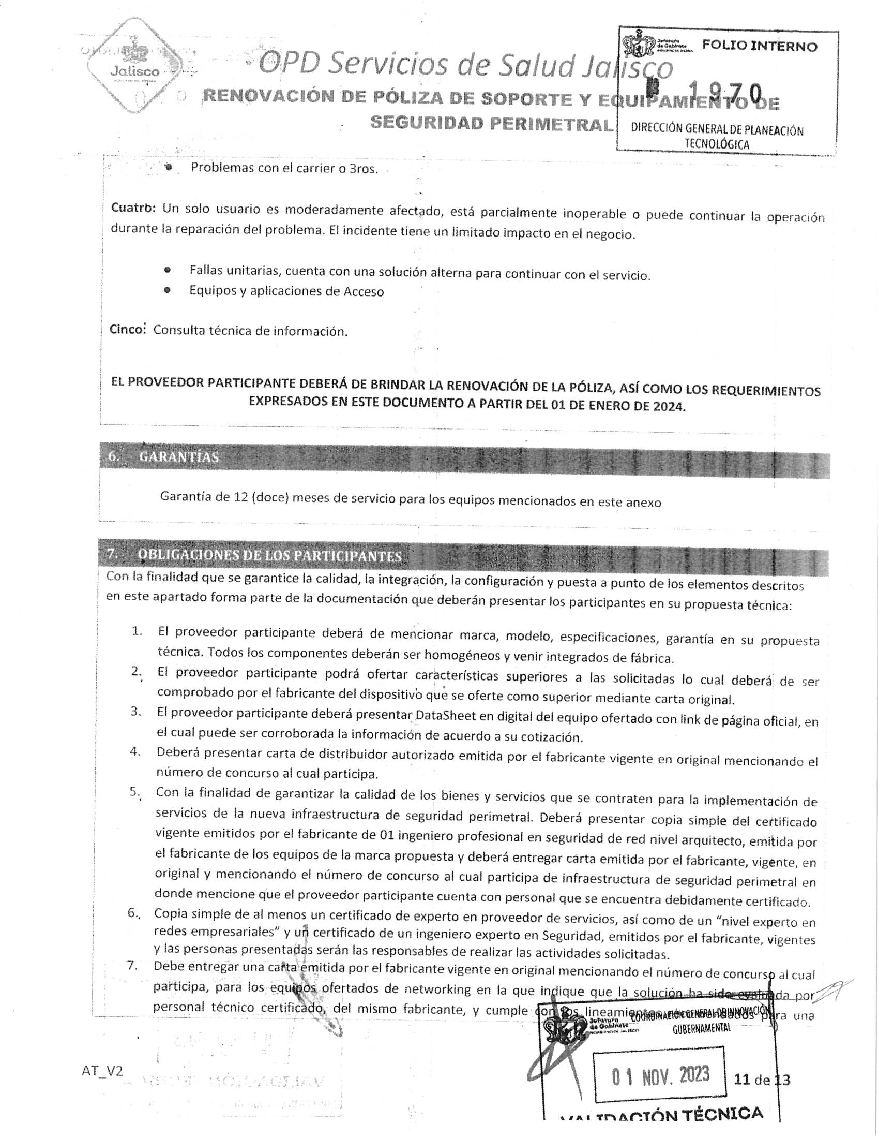 Jalisco
OPD Servicios de Salud Jalisco
RENOVACIÓN DE PÓLIZA DE SOPORTE Y EQUIPAMIENTO DE
SEGURIDAD PERIMETRAL
Jefatura
de Gabinete
FOLIO INTERNO
1970
DIRECCIÓN GENERAL DE PLANEACIÓN
TECNOLÓGICA
• Problemas con el carrier o 3ros.
Cuatro: Un solo usuario es moderadamente afectado, está parcialmente inoperable o puede continuar la operación
durante la reparación del problema. El incidente tiene un limitado impacto en el negocio.
• Fallas unitarias, cuenta con una solución alterna para continuar con el servicio.
• Equipos y aplicaciones de Acceso
Cinco: Consulta técnica de información.
EL PROVEEDOR PARTICIPANTE DEBERÁ DE BRINDAR LA RENOVACIÓN DE LA PÓLIZA, ASÍ COMO LOS REQUERIMIENTOS
EXPRESADOS EN ESTE DOCUMENTO A PARTIR DEL 01 DE ENERO DE 2024.
6. GARANTÍAS
Garantía de 12 (doce) meses de servicio para los equipos mencionados en este anexo
7. OBLIGACIONES DE LOS PARTICIPANTES
Con la finalidad que se garantice la calidad, la integración, la configuración y puesta a punto de los elementos descritos
en este apartado forma parte de la documentación que deberán presentar los participantes en su propuesta técnica:
1. El proveedor participante deberá de mencionar marca, modelo, especificaciones, garantía en su propuesta
técnica. Todos los componentes deberán ser homogéneos y venir integrados de fábrica.
2. El proveedor participante podrá ofertar características superiores a las solicitadas lo cual deberá de ser
comprobado por el fabricante del dispositivo que se oferte como superior mediante carta original.
3. El proveedor participante deberá presentar DataSheet en digital del equipo ofertado con link de página oficial, en
el cual puede ser corroborada la información de acuerdo a su cotización.
4. Deberá presentar carta de distribuidor autorizado emitida por el fabricante vigente en original mencionando el
número de concurso al cual participa.
5. Con la finalidad de garantizar la calidad de los bienes y servicios que se contraten para la implementación de
servicios de la nueva infraestructura de seguridad perimetral. Deberá presentar copia simple del certificado
vigente emitidos por el fabricante de 01 ingeniero profesional en seguridad de red nivel arquitecto, emitida por
el fabricante de los equipos de la marca propuesta y deberá entregar carta emitida por el fabricante, vigente, en
original y mencionando el número de concurso al cual participa de infraestructura de seguridad perimetral en
donde mencione que el proveedor participante cuenta con personal que se encuentra debidamente certificado.
6. Copia simple de al menos un certificado de experto en proveedor de servicios, así como de un "nivel experto en
redes empresariales" y un certificado de un ingeniero experto en Seguridad, emitidos por el fabricante, vigentes
y las personas presentadas serán las responsables de realizar las actividades solicitadas.
7. Debe entregar una carta emitida por el fabricante vigente en original mencionando el número de concurso al cual
participa, para los equipos ofertados de networking en la que indique que la solución ha sido evaluada por
personal técnico certificado, del mismo fabricante, y cumple con los lineamientos para una
Jefatura
de Gabinete
COORDINACIÓN GENERAL DE INNOVACIÓN
GUBERNAMENTAL
01 NOV. 2023
VALIDACIÓN TÉCNICA
AT_V2
11 de 13